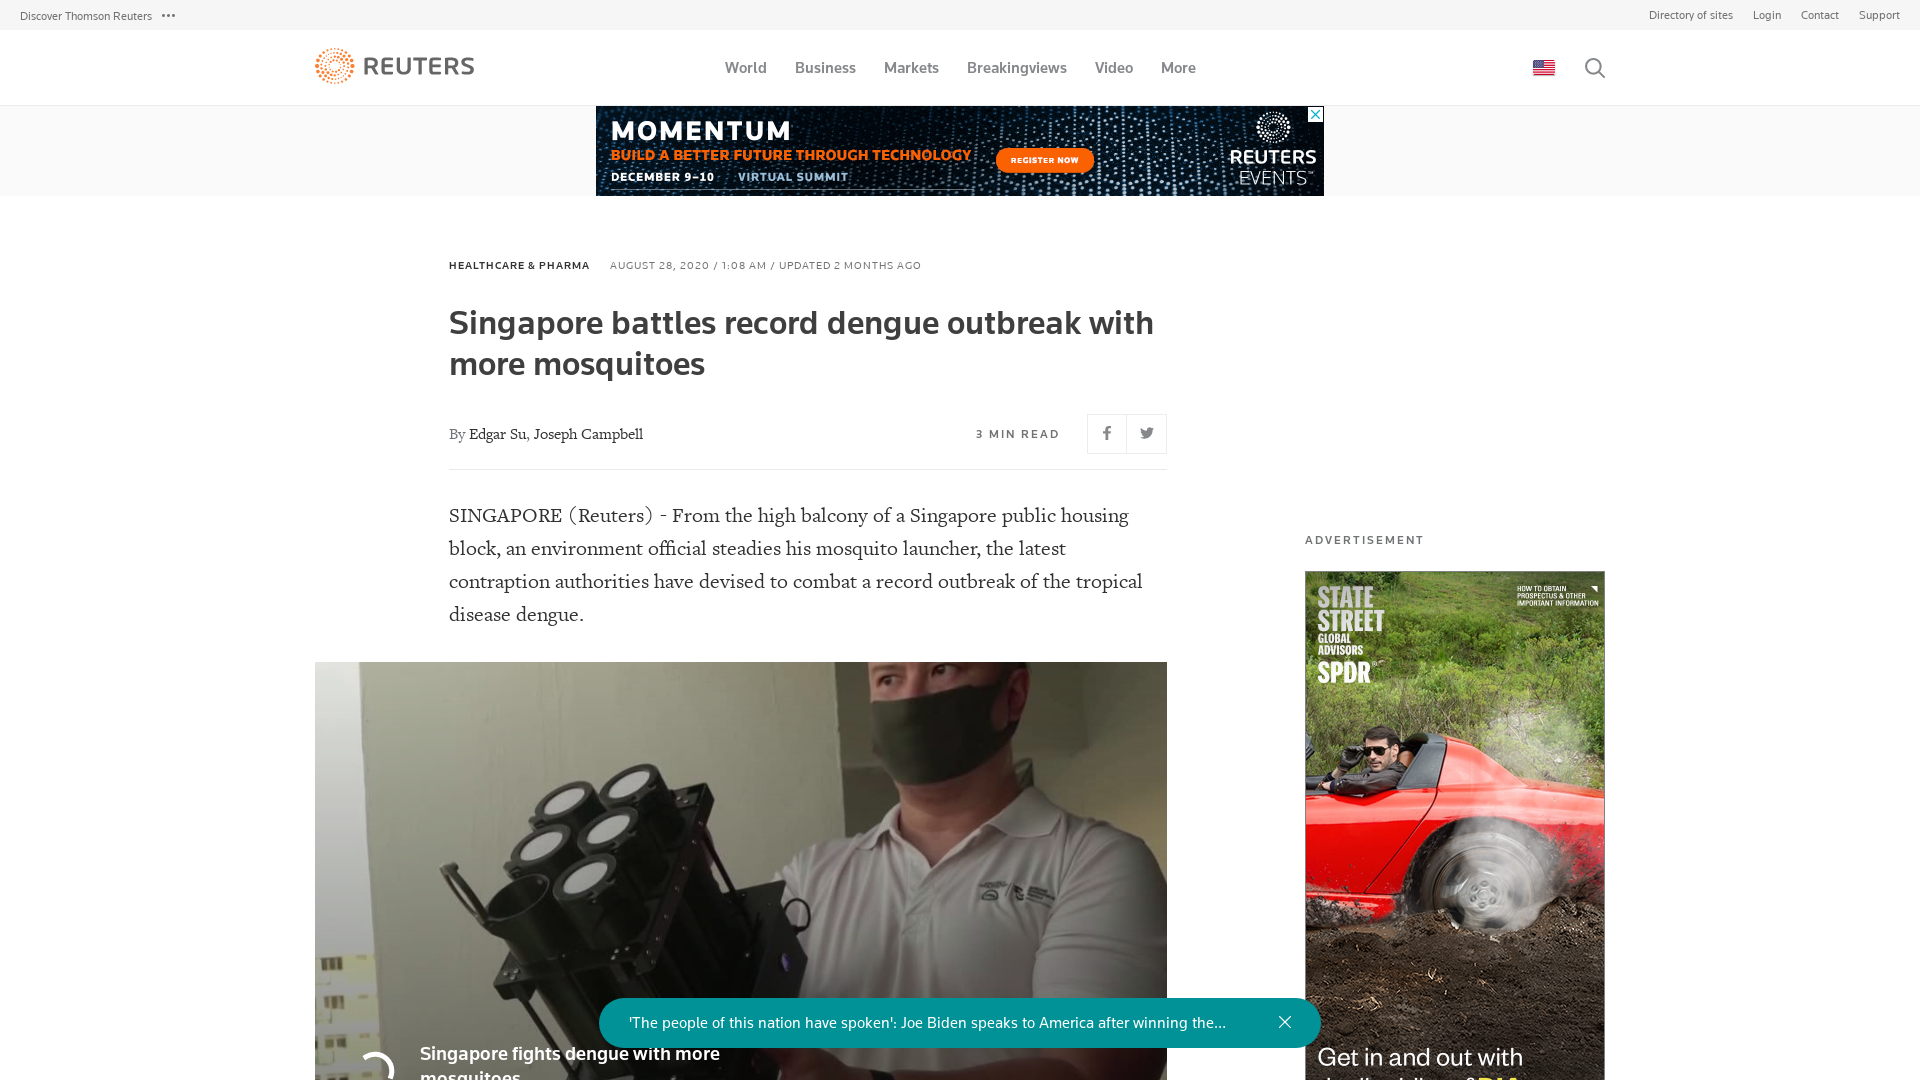 Discover Thomson Reuters
Directory of sites
Login
Contact
Support
REUTERS
World
Business
Markets
Breakingviews
Video
More
MOMENTUM
BUILD A BETTER FUTURE THROUGH TECHNOLOGY
DECEMBER 9–10 VIRTUAL SUMMIT
REGISTER NOW
REUTERS
EVENTS™
HEALTHCARE & PHARMA
AUGUST 28, 2020 / 1:08 AM / UPDATED 2 MONTHS AGO
Singapore battles record dengue outbreak with
more mosquitoes
By Edgar Su, Joseph Campbell
3 MIN READ
SINGAPORE (Reuters) - From the high balcony of a Singapore public housing
block, an environment official steadies his mosquito launcher, the latest
contraption authorities have devised to combat a record outbreak of the tropical
disease dengue.
ADVERTISEMENT
STATE
STREET
GLOBAL
ADVISORS
SPDR®
HOW TO OBTAIN
PROSPECTUS & OTHER
IMPORTANT INFORMATION
'The people of this nation have spoken': Joe Biden speaks to America after winning the...
Singapore fights dengue with more
mosquitoes
Get in and out with